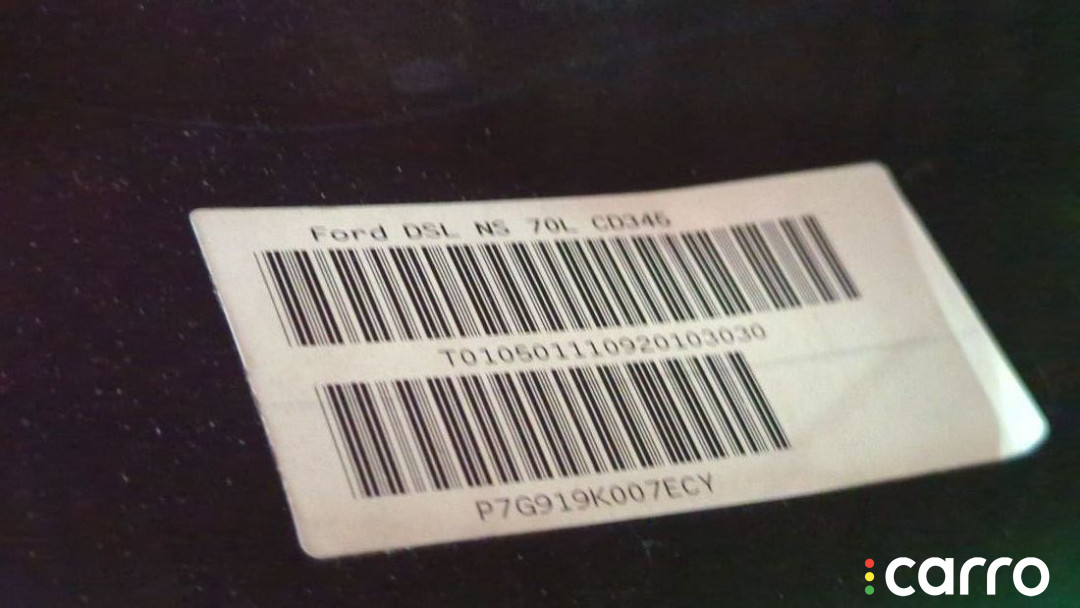 Ford DSL NS 70L CD345
T010501110920103030
P7G919K007ECY
carro